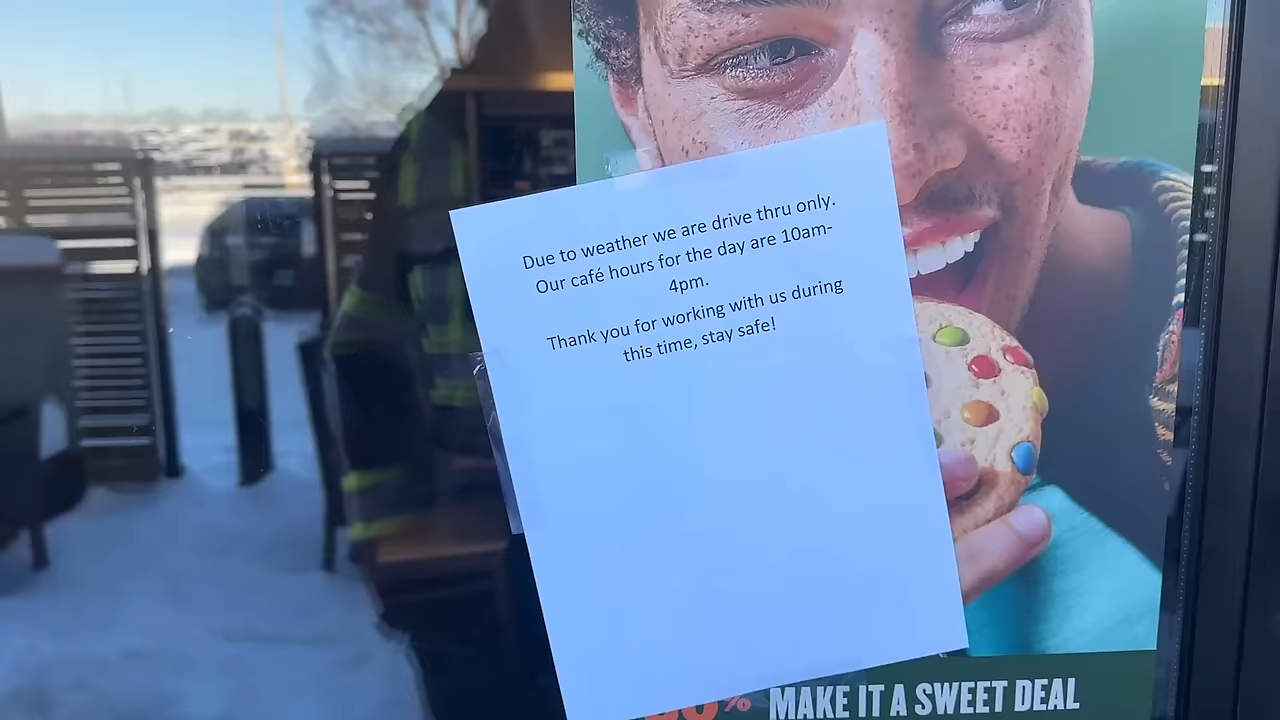 Due to weather we are drive thru only.
Our café hours for the day are 10am-
4pm.
Thank you for working with us during
this time, stay safe!
MAKE IT A SWEET DEAL